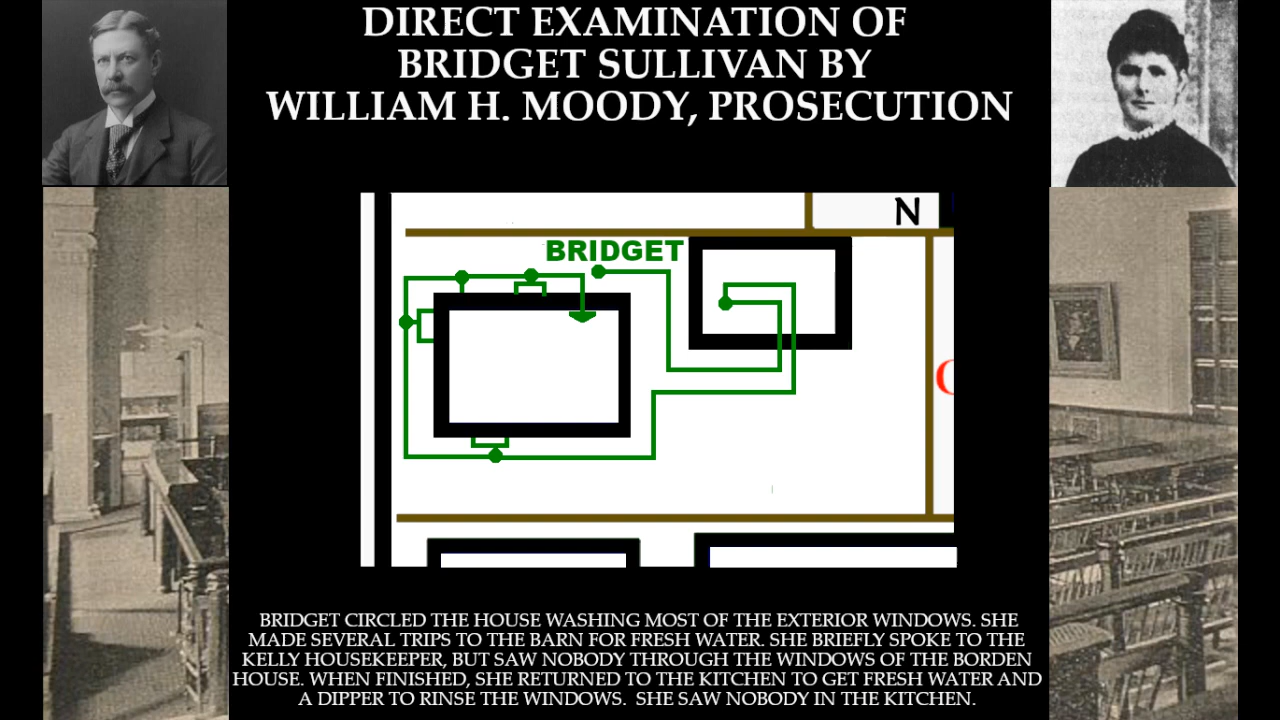 DIRECT EXAMINATION OF
BRIDGET SULLIVAN BY
WILLIAM H. MOODY, PROSECUTION
N
BRIDGET
BRIDGET CIRCLED THE HOUSE WASHING MOST OF THE EXTERIOR WINDOWS. SHE
MADE SEVERAL TRIPS TO THE BARN FOR FRESH WATER. SHE BRIEFLY SPOKE TO THE
KELLY HOUSEKEEPER, BUT SAW NOBODY THROUGH THE WINDOWS OF THE BORDEN
HOUSE. WHEN FINISHED, SHE RETURNED TO THE KITCHEN TO GET FRESH WATER AND
A DIPPER TO RINSE THE WINDOWS. SHE SAW NOBODY IN THE KITCHEN.